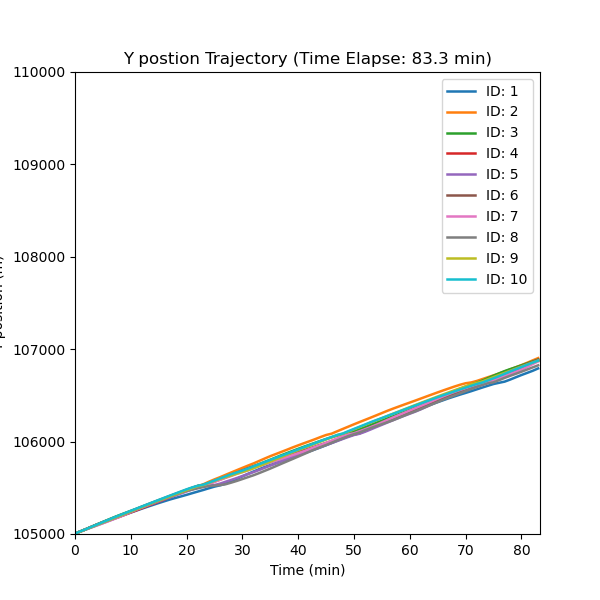 Y postion Trajectory (Time Elapse: 83.3 min)
110000
109000
108000
107000
106000
105000
0 10 20 30 40 50 60 70 80
Time (min)
ID: 1
ID: 2
ID: 3
ID: 4
ID: 5
ID: 6
ID: 7
ID: 8
ID: 9
ID: 10